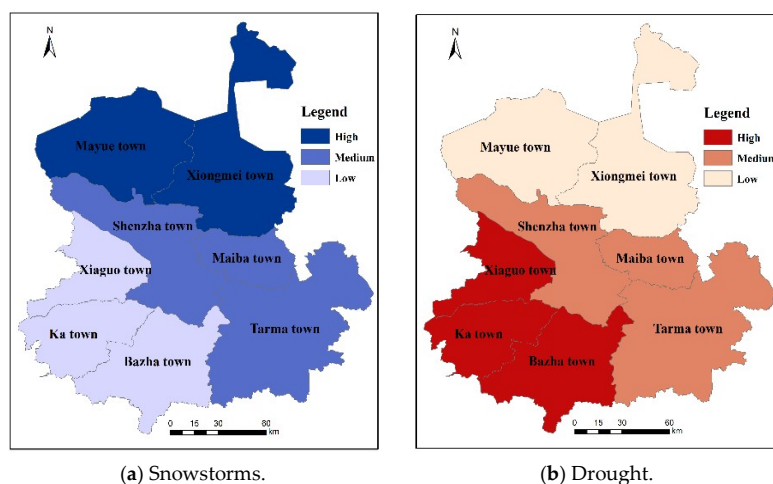 N
Legend
High
Medium
Low
Mayue town
Xiongmei town
Shenzha town
Maiba town
Xiaguo town
Tarma town
Ka town
Bazha town
0 15 30 60
km
(a) Snowstorms.
N
Legend
High
Medium
Low
Mayue town
Xiongmei town
Shenzha town
Maiba town
Xiaguo town
Tarma town
Ka town
Bazha town
0 15 30 60
km
(b) Drought.